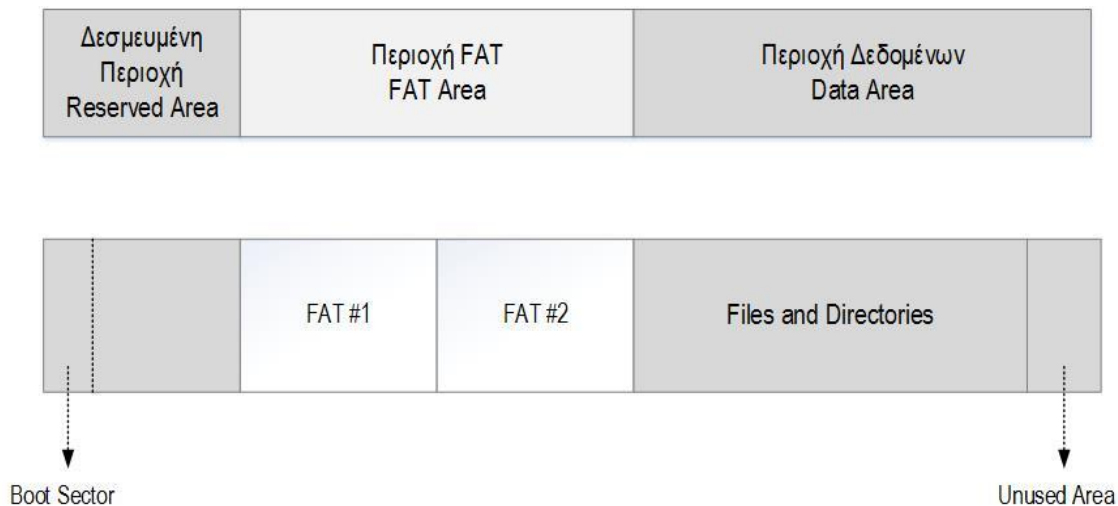 Δεσμευμένη
Περιοχή
Reserved Area
Περιοχή FAT
FAT Area
Περιοχή Δεδομένων
Data Area
FAT #1
FAT #2
Files and Directories
Boot Sector
Unused Area